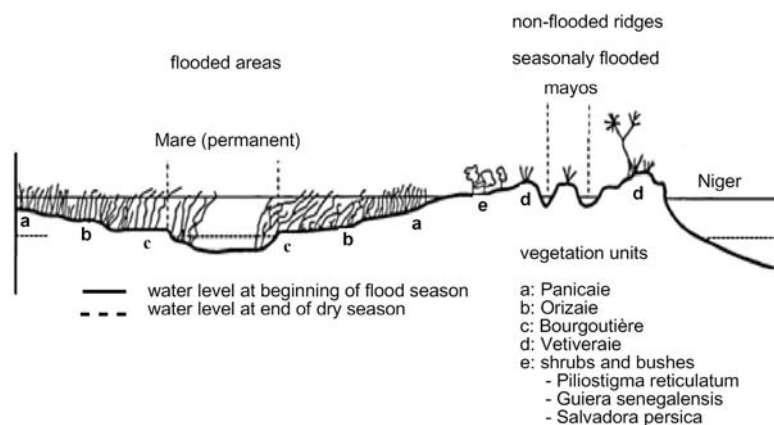 non-flooded ridges
flooded areas
seasonaly flooded
mayos
Mare (permanent)
Niger
a
b
c
c
b
a
e
d
d
d
water level at beginning of flood season
water level at end of dry season
vegetation units
a: Panicaie
b: Orizaie
c: Bourgoutière
d: Vetiveraie
e: shrubs and bushes
- Piliostigma reticulatum
- Guiera senegalensis
- Salvadora persica